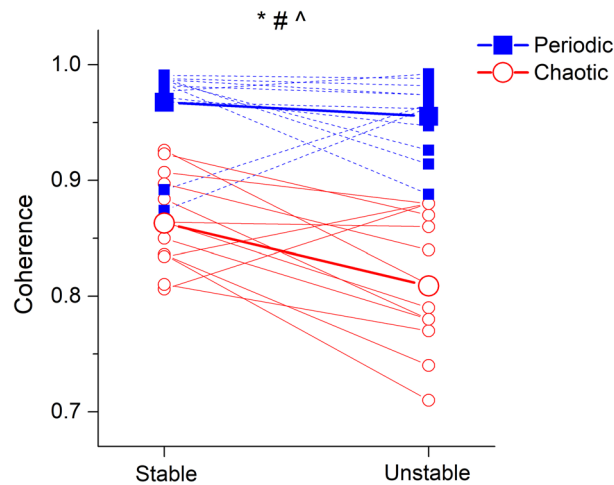 * # ^
Periodic
Chaotic
Coherence
1.0
0.9
0.8
0.7
Stable
Unstable